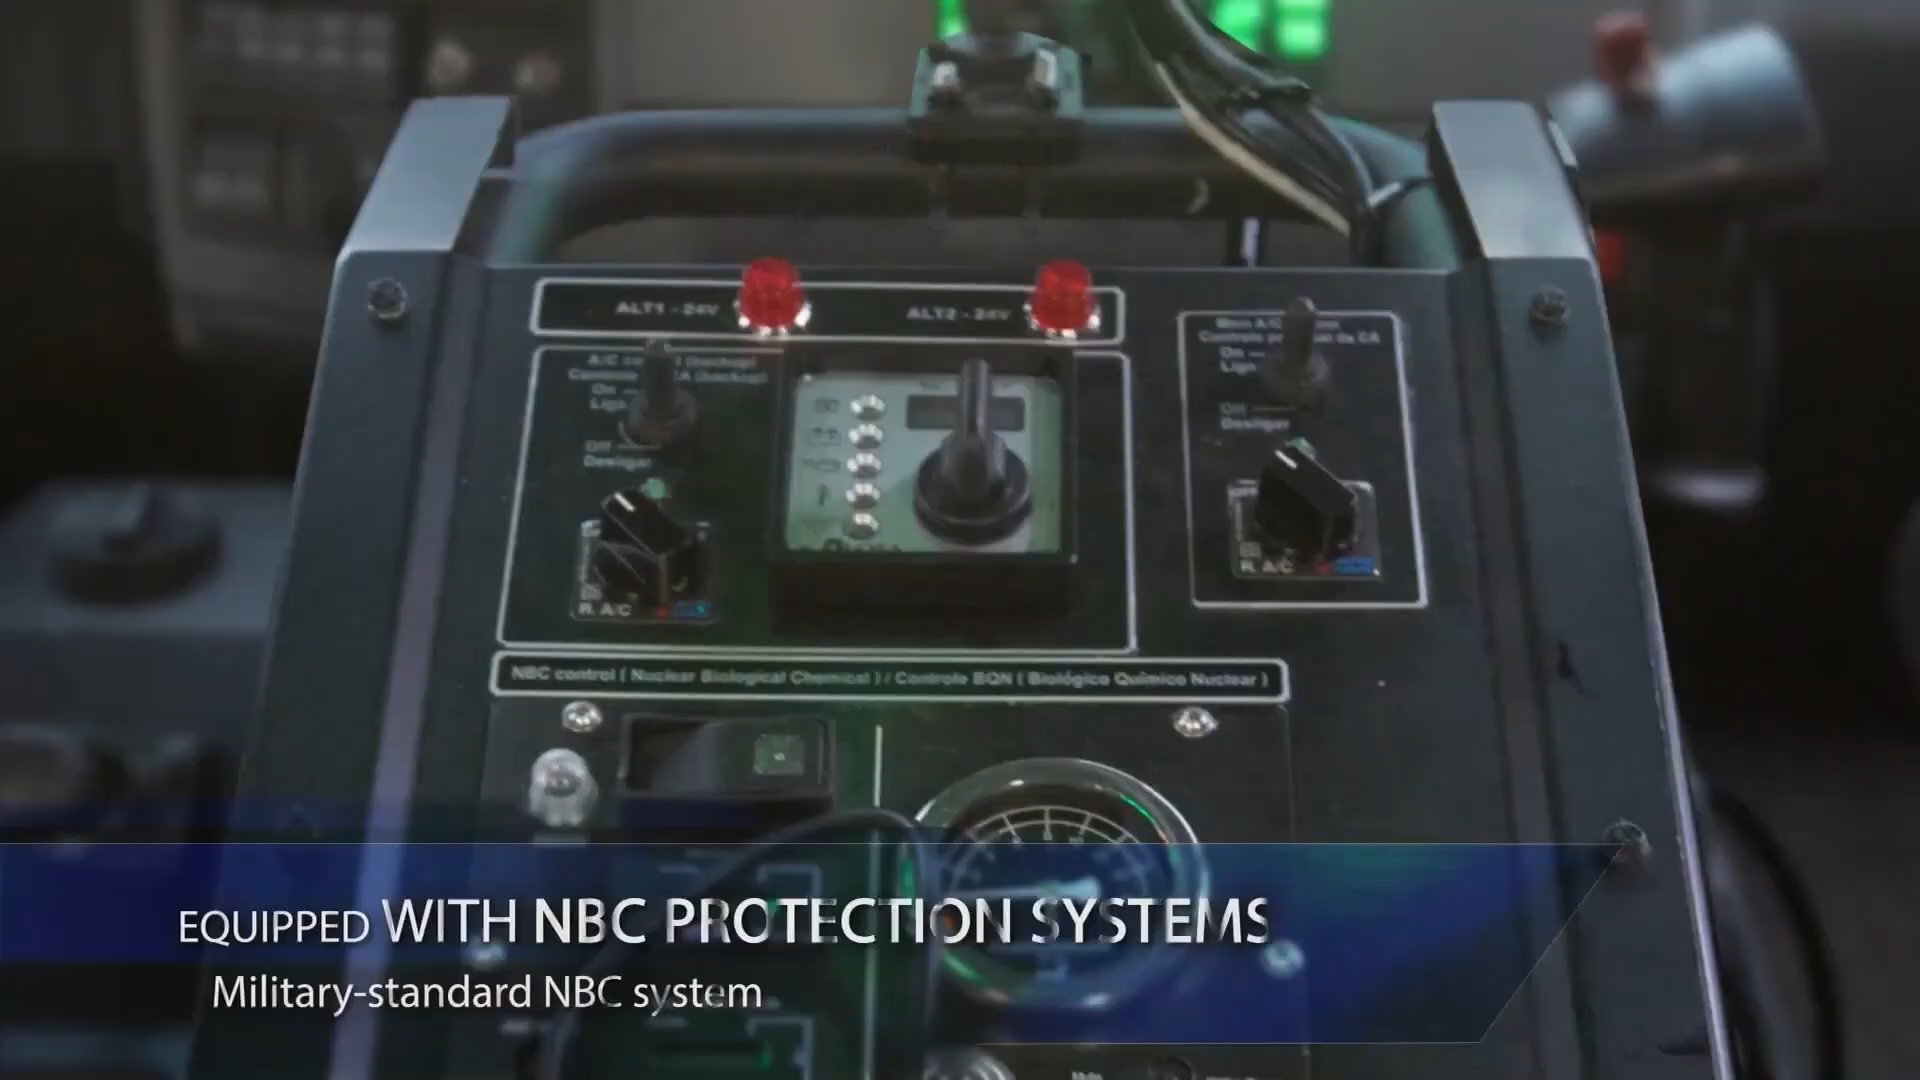 ALT1 - 24V
ALT2 - 24V
On
Liga
Off
Desligar
R. A/C
On
Liga
Off
Desligar
R. A/C
NBC control ( Nuclear Biological Chemical ) / Controle BQN ( Biológico Químico Nuclear )
EQUIPPED WITH NBC PROTECTION SYSTEMS
Military-standard NBC system